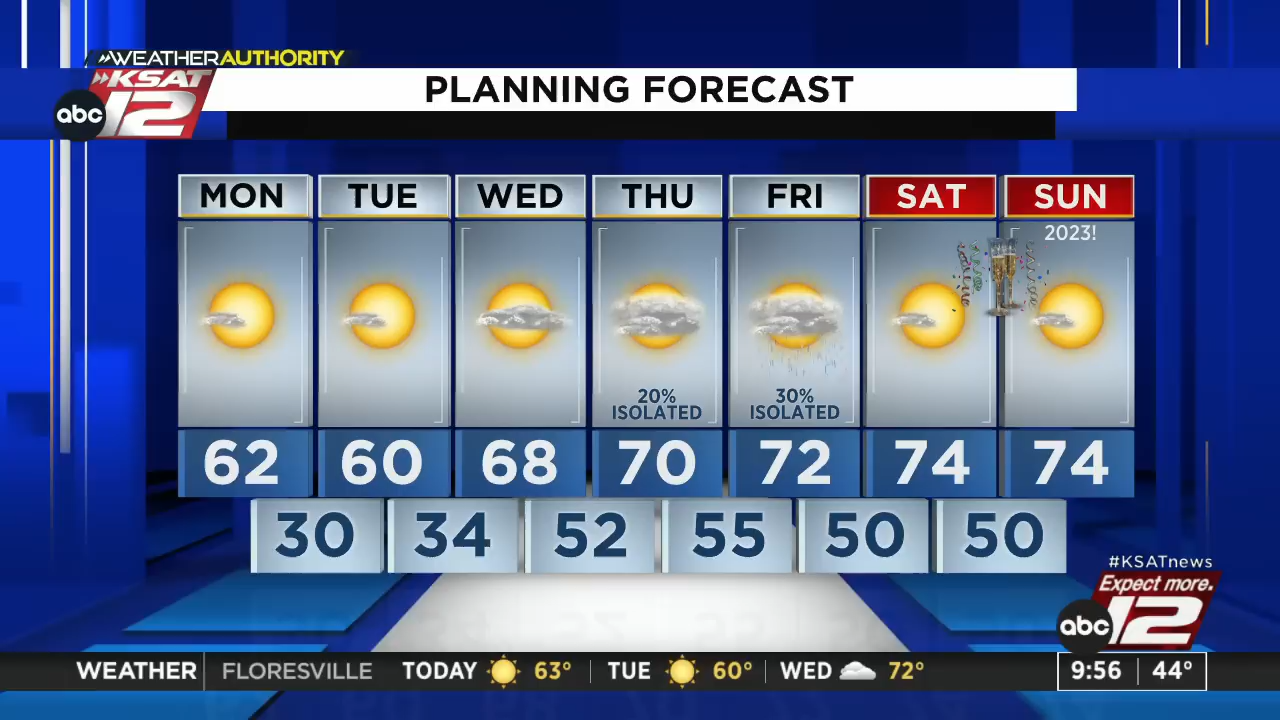 WEATHERAUTHORITY
KSAT
abc 12
PLANNING FORECAST
MON TUE WED THU FRI SAT SUN
2023!
20% 30%
ISOLATED ISOLATED
62 60 68 70 72 74 74
30 34 52 55 50 50
#KSATnews
Expect more.
abc 12
WEATHER FLORESVILLE TODAY 63° TUE 60° WED 72° 9:56 44°